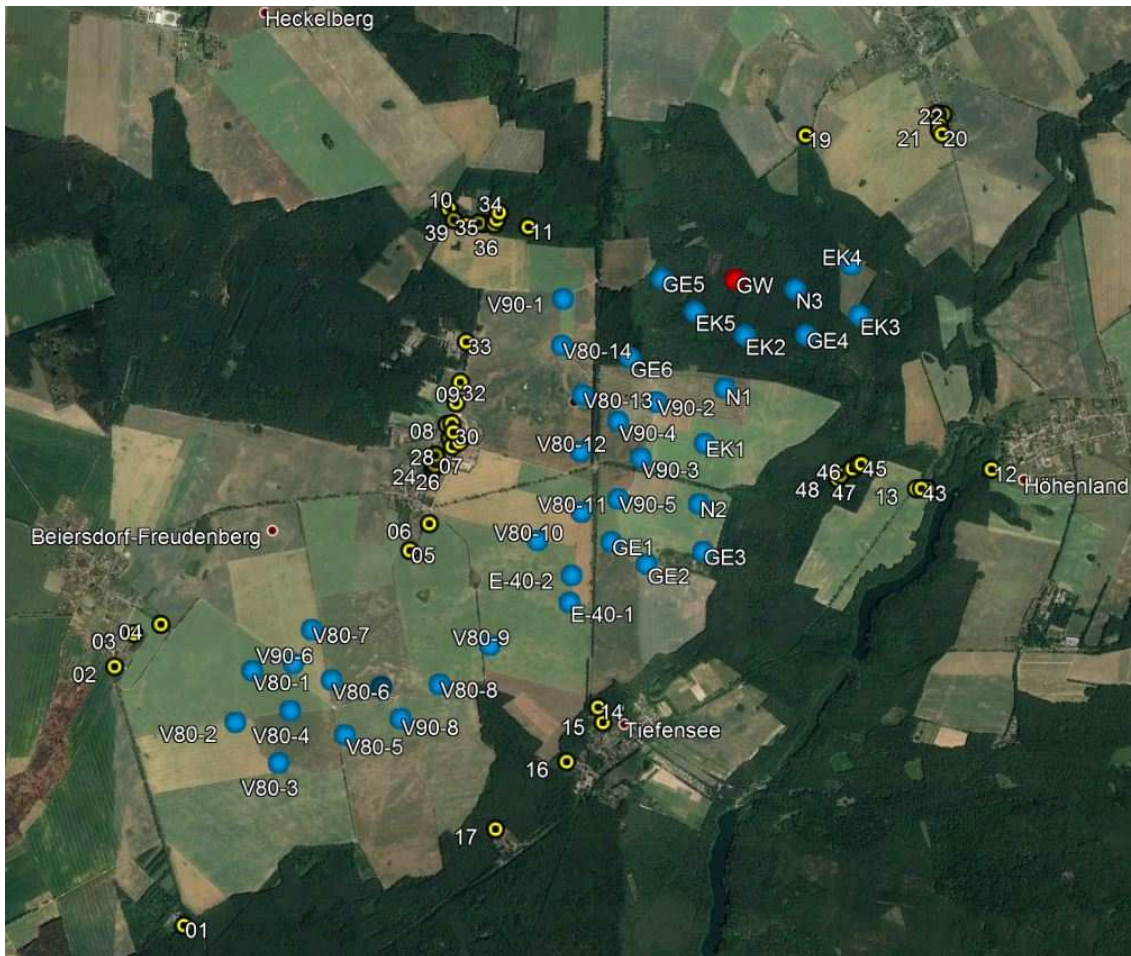 Heckelberg
22
19
21
20
10
34
39
35
36
11
EK4
GE5
GW
N3
V90-1
EK5
EK3
EK2
GE4
33
V80-14
GE6
09
32
V80-13
V90-2
N1
08
30
V90-4
V80-12
EK1
28
07
V90-3
24
26
46
45
12
48
47
13
43
Höhenland
V80-11
V90-5
N2
06
Beiersdorf-Freudenberg
V80-10
05
GE1
GE3
E-40-2
GE2
E-40-1
03
04
V80-7
V80-9
02
V90-6
V80-1
V80-6
V80-8
14
15
Tiefensee
V80-2
V80-4
V90-8
V80-5
16
V80-3
17
01